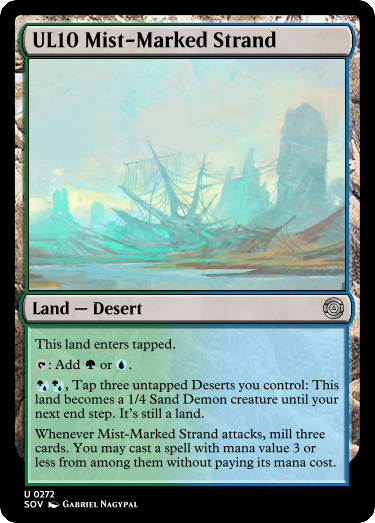 UL10 Mist-Marked Strand
Land — Desert
This land enters tapped.
: Add or .
, Tap three untapped Deserts you control: This
land becomes a 1/4 Sand Demon creature until your
next end step. It's still a land.
Whenever Mist-Marked Strand attacks, mill three
cards. You may cast a spell with mana value 3 or
less from among them without paying its mana cost.
U 0272
SOV Gabriel Nagypal